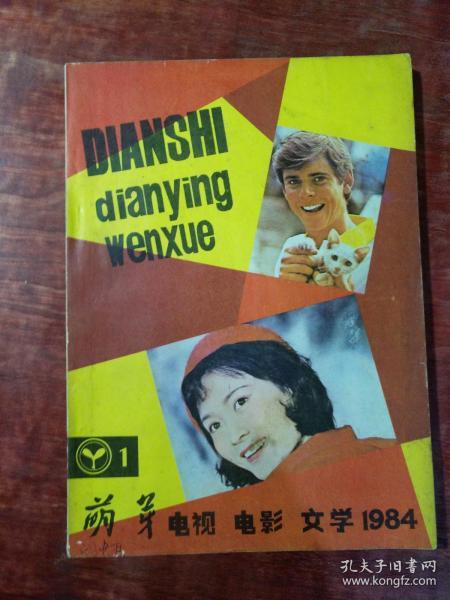 DIANSHI
dianying
wenxue
1
萌芽 电视 电影 文学 1984
孔夫子旧书网
www.kongfz.com